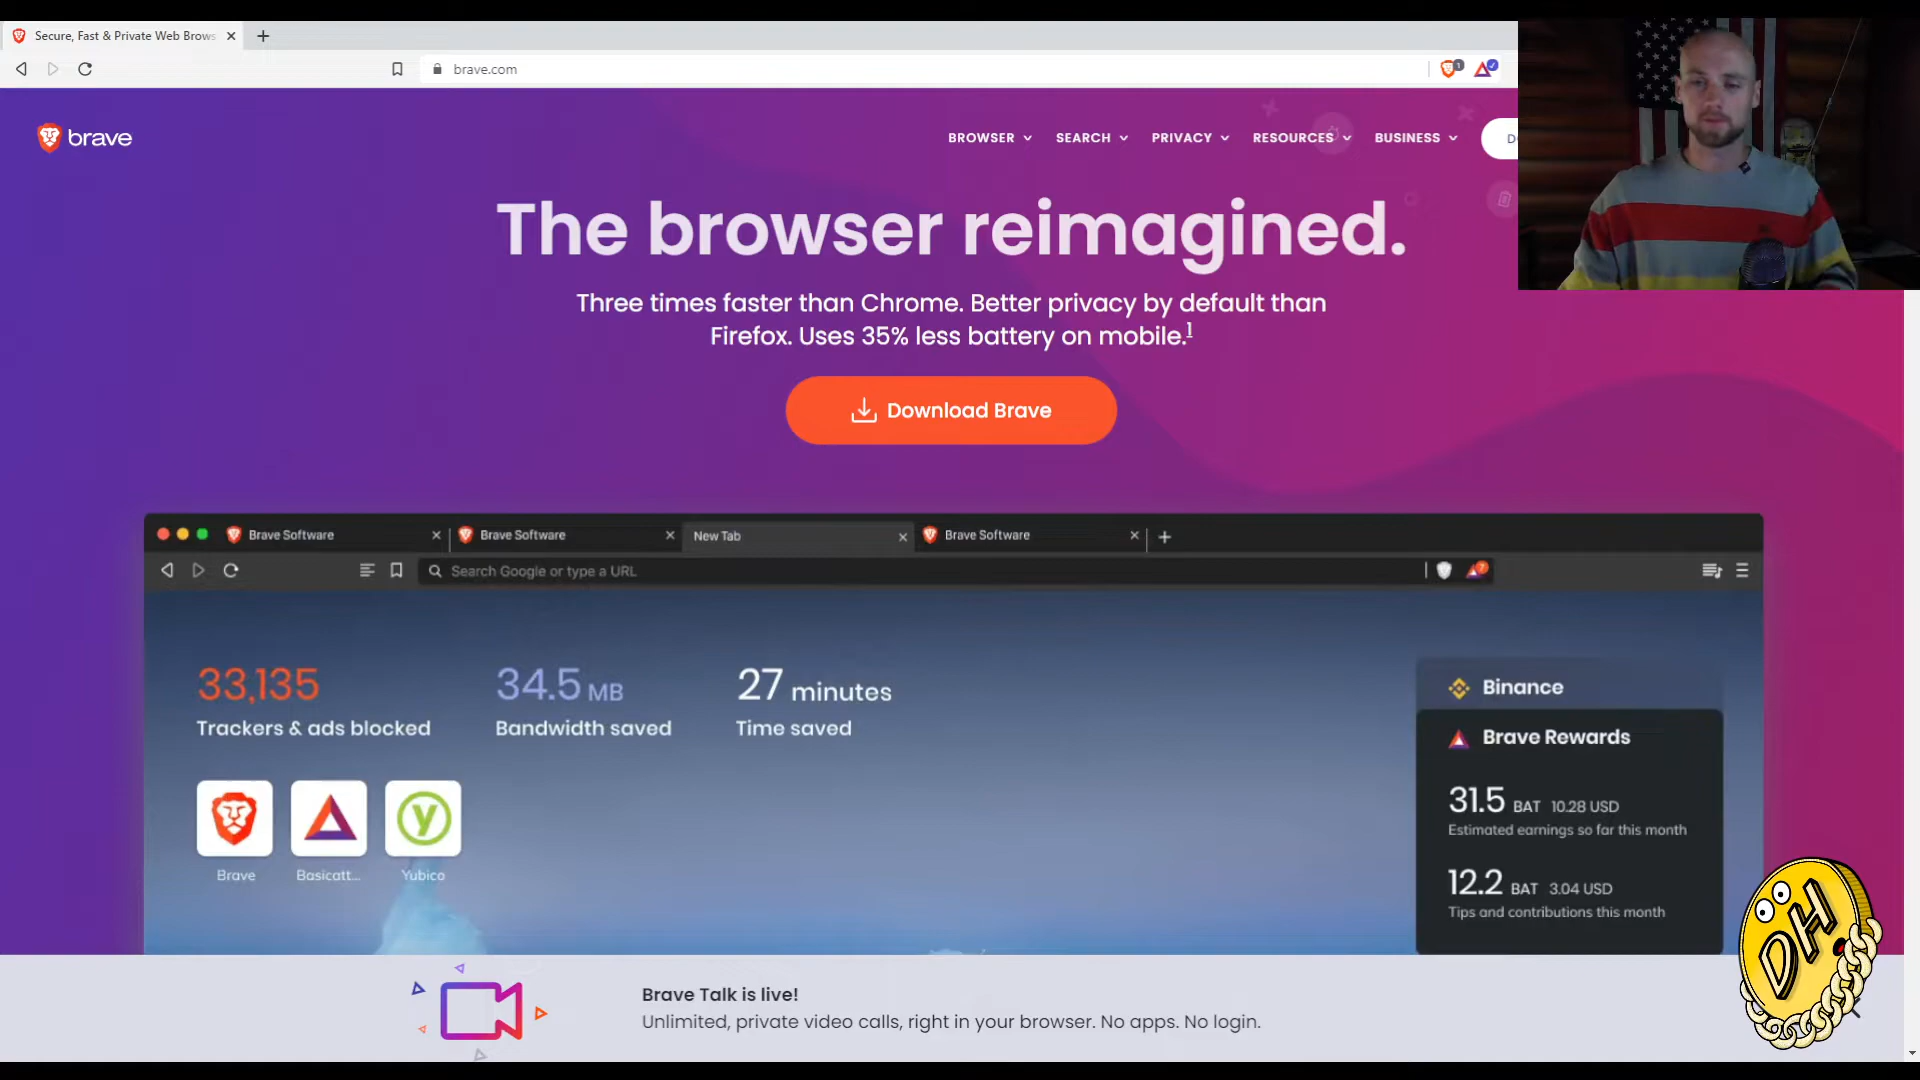 Secure, Fast & Private Web Brows
brave.com
1
brave
BROWSER
SEARCH
PRIVACY
RESOURCES
BUSINESS
The browser reimagined.
Three times faster than Chrome. Better privacy by default than
Firefox. Uses 35% less battery on mobile.1
Download Brave
Brave Software
Brave Software
New Tab
Brave Software
Search Google or type a URL
33,135
Trackers & ads blocked
34.5 MB
Bandwidth saved
27 minutes
Time saved
Binance
Brave Rewards
31.5 BAT 10.28 USD
Estimated earnings so far this month
12.2 BAT 3.04 USD
Tips and contributions this month
Brave
Basicatt...
Yubico
DH
Brave Talk is live!
Unlimited, private video calls, right in your browser. No apps. No login.